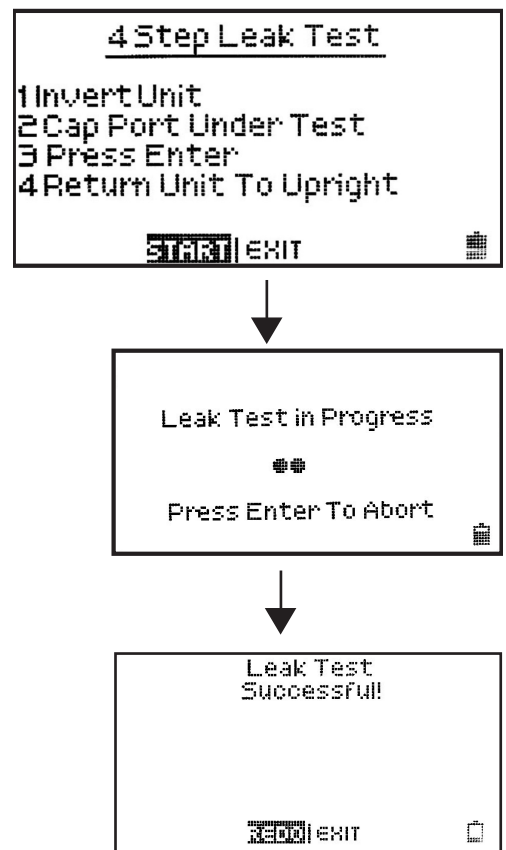 4 Step Leak Test
1 Invert Unit
2 Cap Port Under Test
3 Press Enter
4 Return Unit To Upright
START | EXIT
Leak Test in Progress
Press Enter To Abort
Leak Test
Successful!
REDO | EXIT